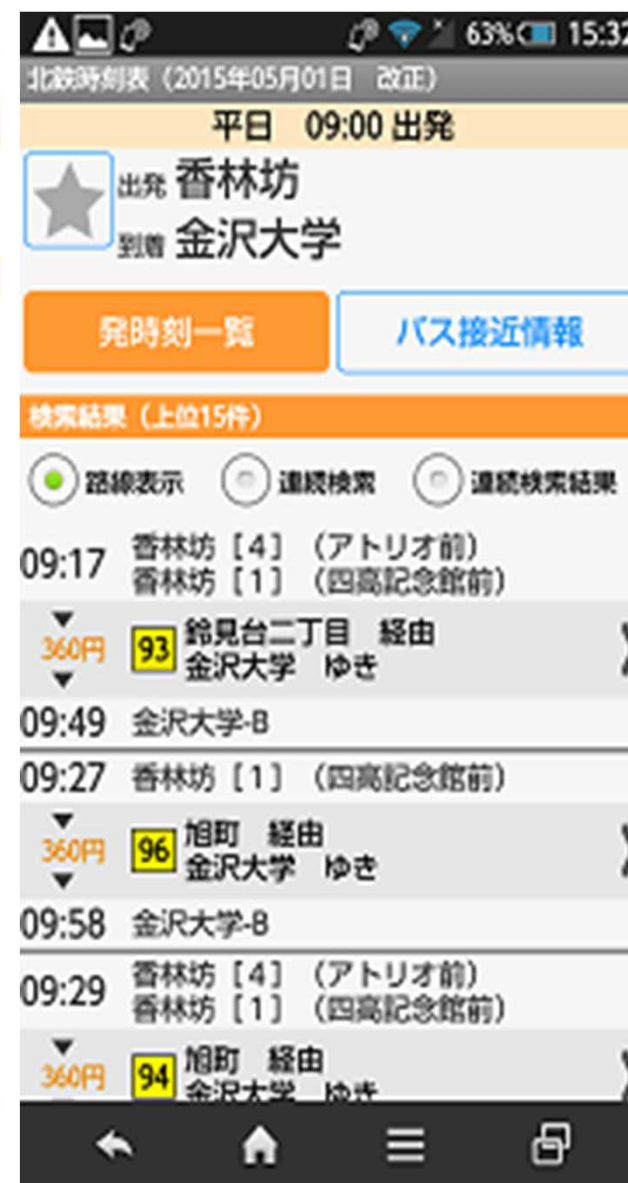 63% 15:32
北鉄時刻表（2015年05月01日 改正）
平日 09:00 出発
出発 香林坊
到着 金沢大学
発時刻一覧 バス接近情報
検索結果（上位15件）
路線表示 連続検索 連続検索結果
09:17 香林坊［4］（アトリオ前）
香林坊［1］（四高記念館前）
360円 93 鈴見台二丁目 経由
金沢大学 ゆき
09:49 金沢大学-B
09:27 香林坊［1］（四高記念館前）
360円 96 旭町 経由
金沢大学 ゆき
09:58 金沢大学-B
09:29 香林坊［4］（アトリオ前）
香林坊［1］（四高記念館前）
360円 94 旭町 経由
金沢大学 ゆき